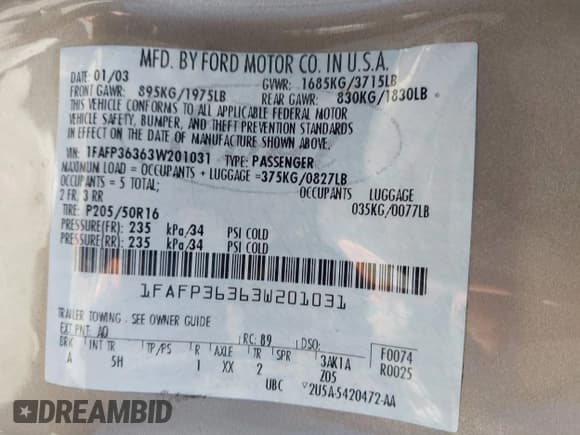 MFD. BY FORD MOTOR CO. IN U.S.A.
DATE: 01/03 GVWR: 1685KG/3715LB
FRONT GAWR: 895KG/1975LB REAR GAWR: 830KG/1830LB
THIS VEHICLE CONFORMS TO ALL APPLICABLE FEDERAL MOTOR
VEHICLE SAFETY, BUMPER, AND THEFT PREVENTION STANDARDS
IN EFFECT ON THE DATE OF MANUFACTURE SHOWN ABOVE.
VIN: 1FAFP36363W201031 TYPE: PASSENGER
MAXIMUM LOAD = OCCUPANTS + LUGGAGE =375KG/0827LB
OCCUPANTS = 5 TOTAL; OCCUPANTS LUGGAGE
2 FR, 3 RR 035KG/0077LB
TIRE: P205/50R16
PRESSURE(FR): 235 kPa/34 PSI COLD
PRESSURE(RR): 235 kPa/34 PSI COLD
1FAFP36363W201031
TRAILER TOWING . SEE OWNER GUIDE
EXT PNT: AQ RC: 89 DSO: F0074
BRK INT TR TP/PS R AXLE TR SPR 3AK1A R0025
A 5H I XX 2 Z05
UBC ▽2U5A-5420472-AA
DREAMBID